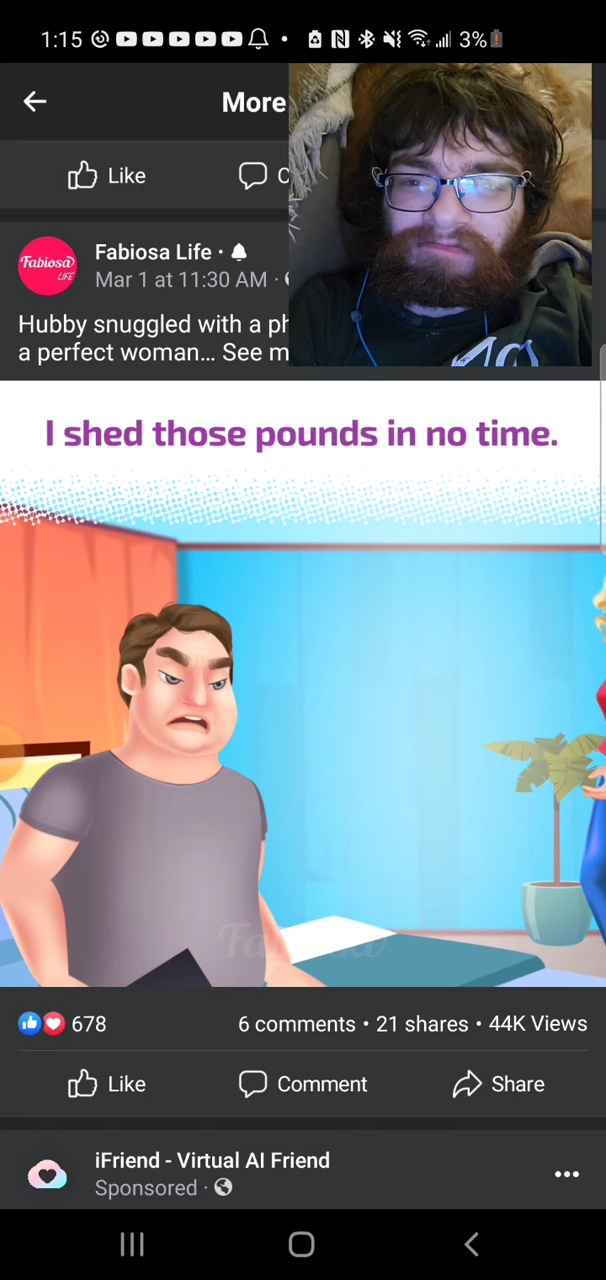 1:15
3%
More
Like
C
Fabiosa
LIFE
Fabiosa Life
Mar 1 at 11:30 AM ·
Hubby snuggled with a ph
a perfect woman... See m
I shed those pounds in no time.
678
6 comments • 21 shares • 44K Views
Like
Comment
Share
iFriend - Virtual AI Friend
Sponsored ·